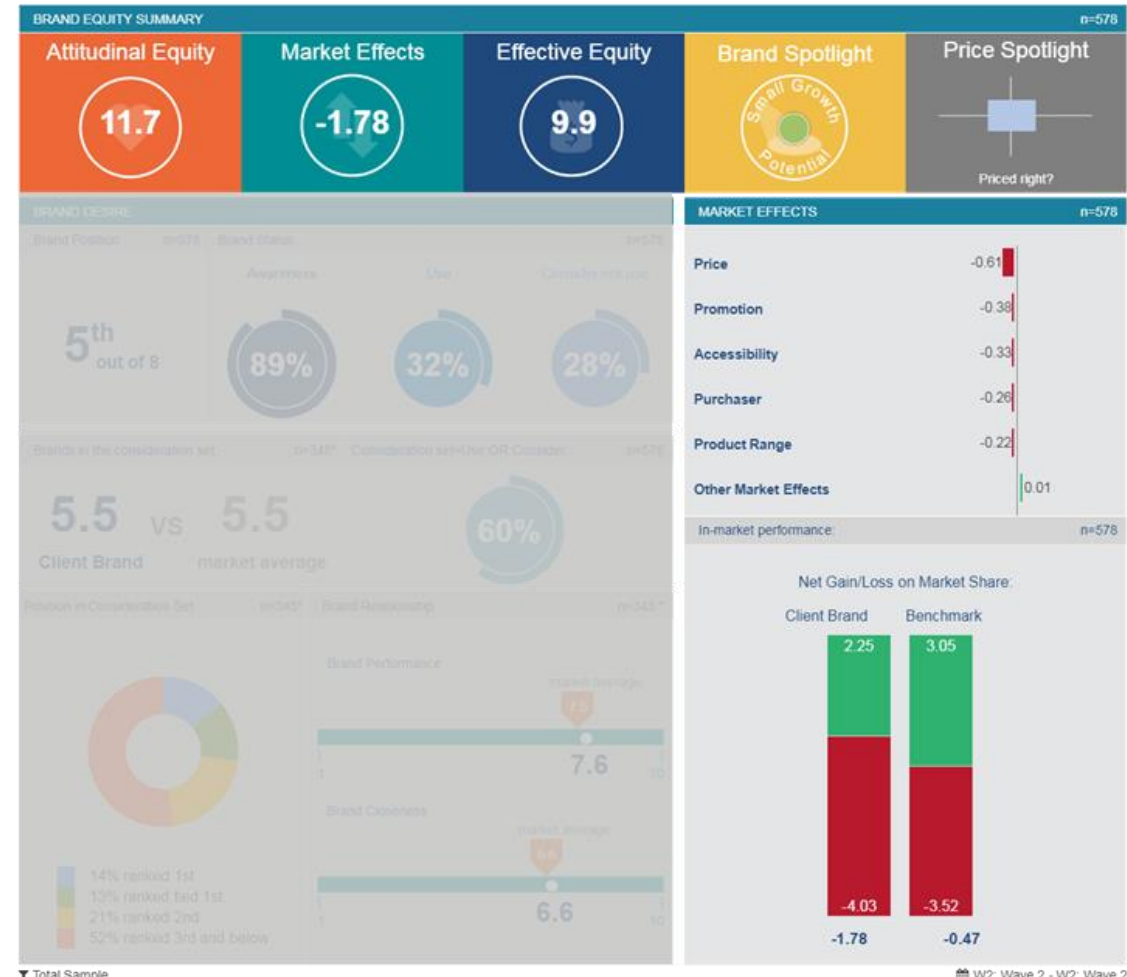 BRAND EQUITY SUMMARY n=578
Attitudinal Equity
11.7
Market Effects
-1.78
Effective Equity
9.9
Brand Spotlight
Small Growth
Potential
Price Spotlight
Priced right?
BRAND DESIRE
Brand Position n=578 Brand Status n=578
Awareness Use
5th
out of 8
89%
32%
28%
Brands in the consideration set Consideration set=Use OR Consider n=578
5.5 vs 5.5
Client Brand market average
60%
Position in Consideration Set Brand Relationship
Brand Performance
market average
7.5
1 7.6 10
Brand Closeness
market average
6.6
1 6.6 10
14% ranked 1st
13% ranked tied 1st
21% ranked 2nd
52% ranked 3rd and below
MARKET EFFECTS n=578
Price -0.61
Promotion -0.38
Accessibility -0.33
Purchaser -0.26
Product Range -0.22
Other Market Effects 0.01
In-market performance: n=578
Net Gain/Loss on Market Share:
Client Brand Benchmark
2.25 3.05
-4.03 -3.52
-1.78 -0.47
Total Sample W2: Wave 2 - W2: Wave 2